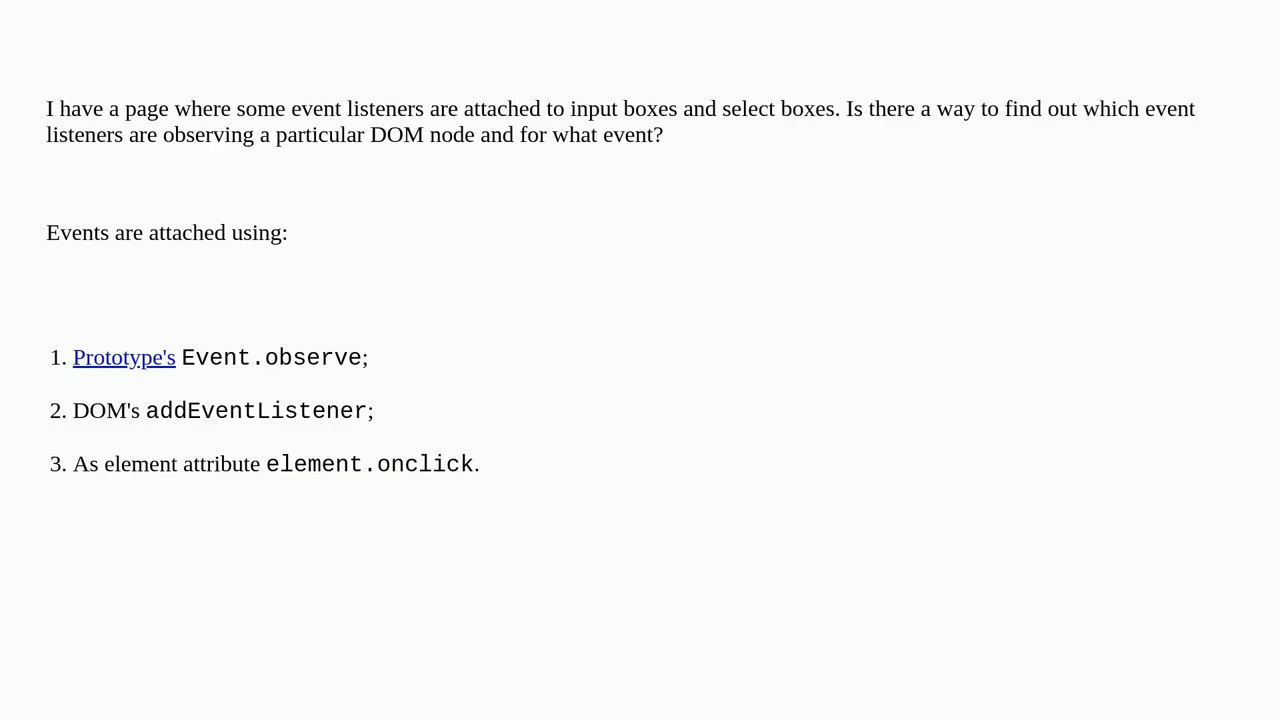 I have a page where some event listeners are attached to input boxes and select boxes. Is there a way to find out which event
listeners are observing a particular DOM node and for what event?
Events are attached using:
1. Prototype's Event.observe;
2. DOM's addEventListener;
3. As element attribute element.onclick.